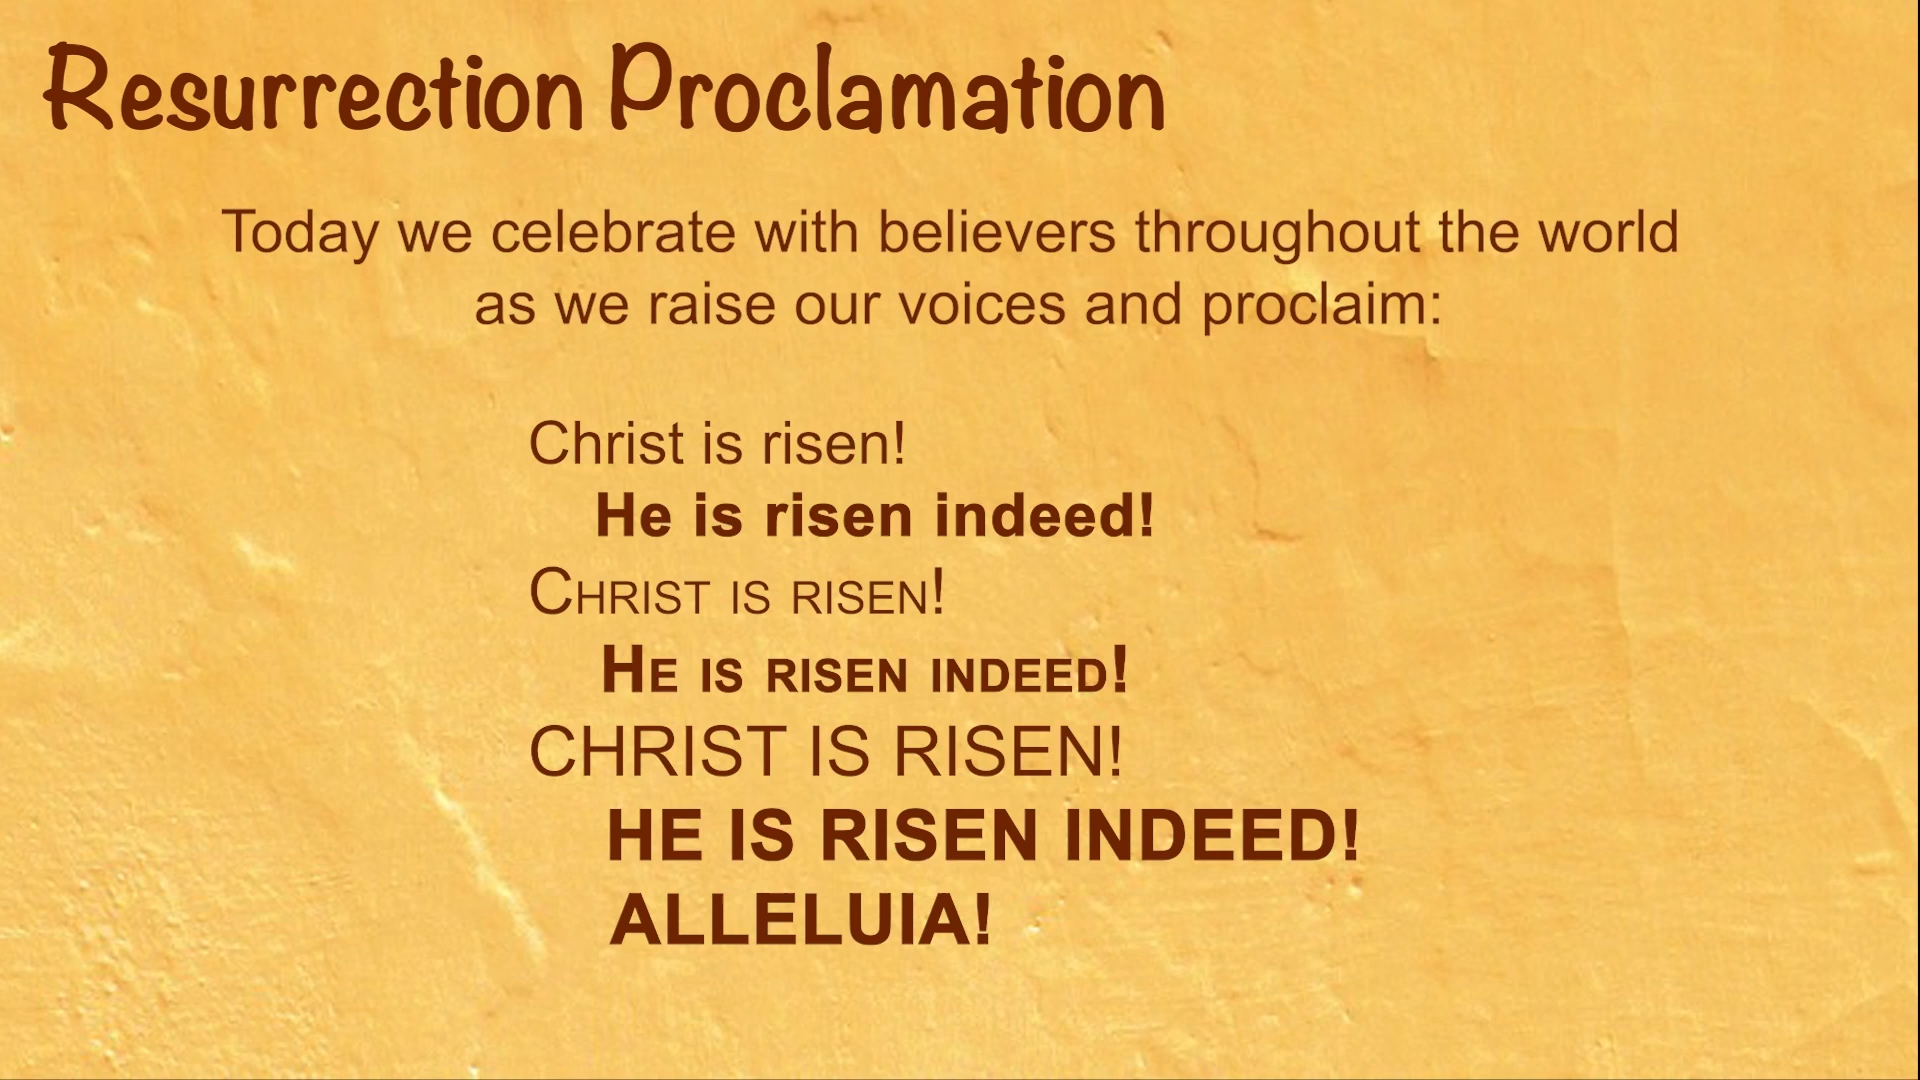 Resurrection Proclamation
Today we celebrate with believers throughout the world
as we raise our voices and proclaim:
Christ is risen!
He is risen indeed!
CHRIST IS RISEN!
HE IS RISEN INDEED!
CHRIST IS RISEN!
HE IS RISEN INDEED!
ALLELUIA!